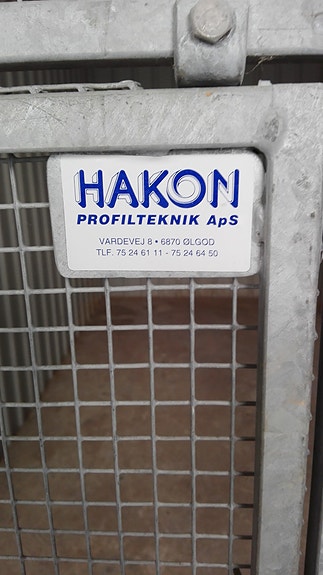 HAKON
PROFILTEKNIK ApS
VARDEVEJ 8 • 6870 ØLGOD
TLF. 75 24 61 11 - 75 24 64 50